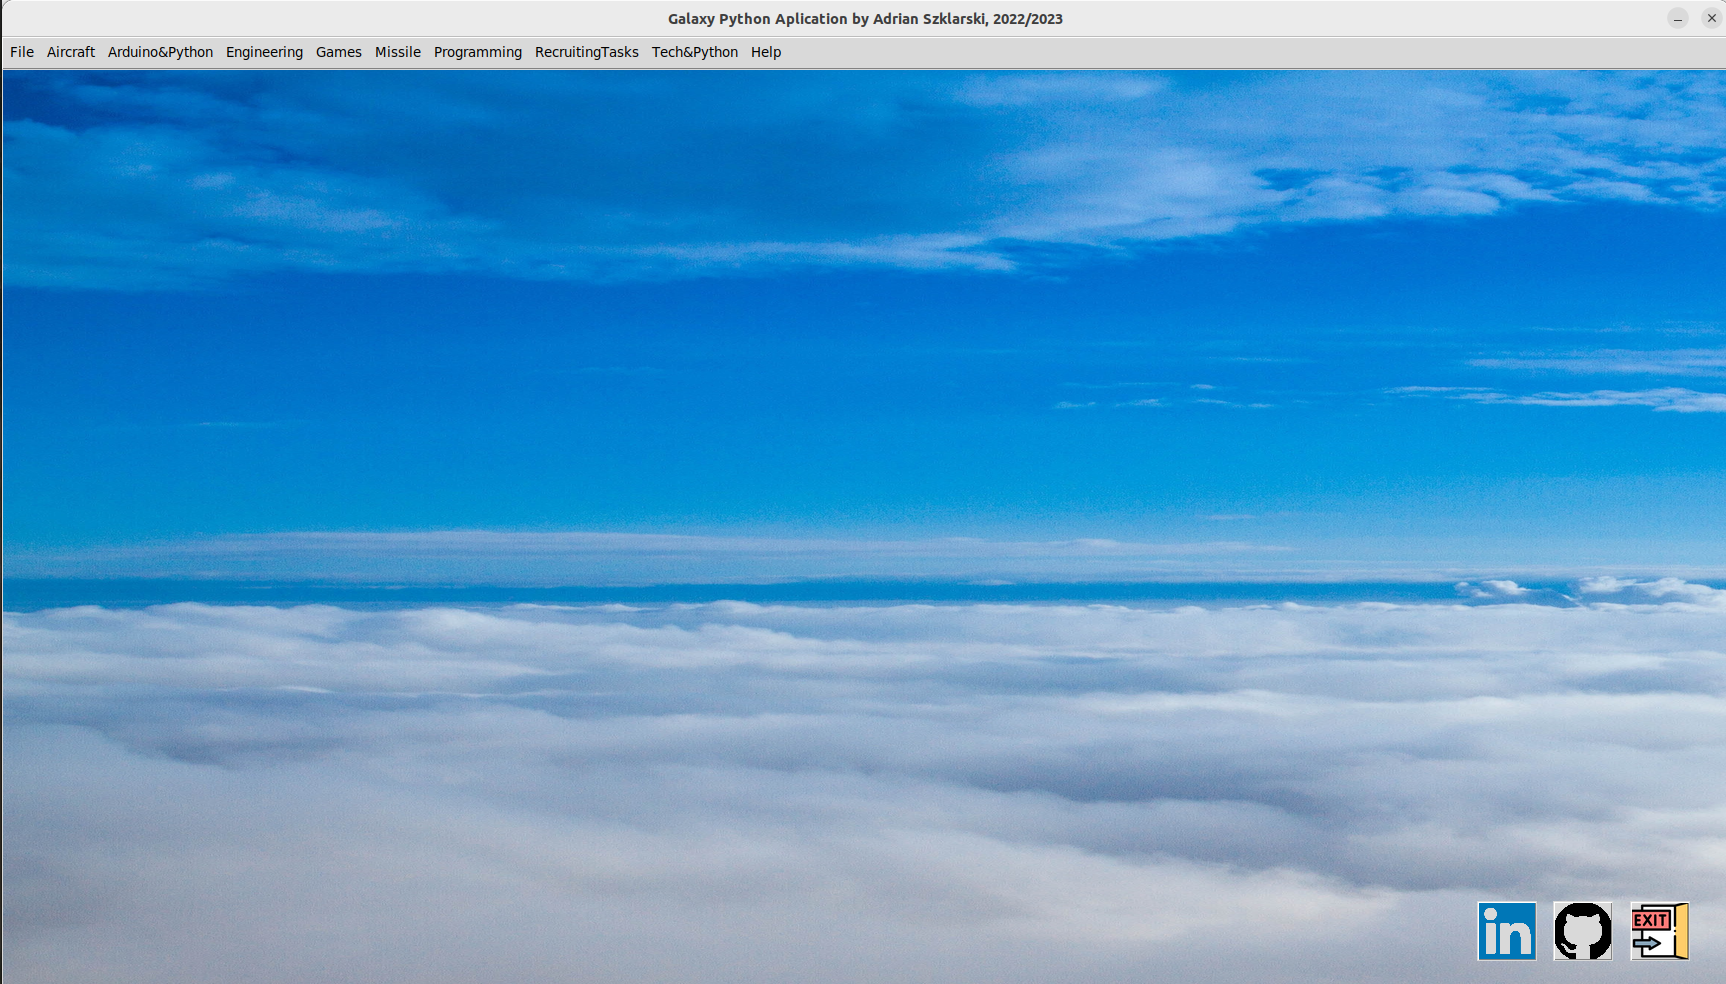 Galaxy Python Aplication by Adrian Szklarski, 2022/2023
File Aircraft Arduino&Python Engineering Games Missile Programming RecruitingTasks Tech&Python Help
in
EXIT